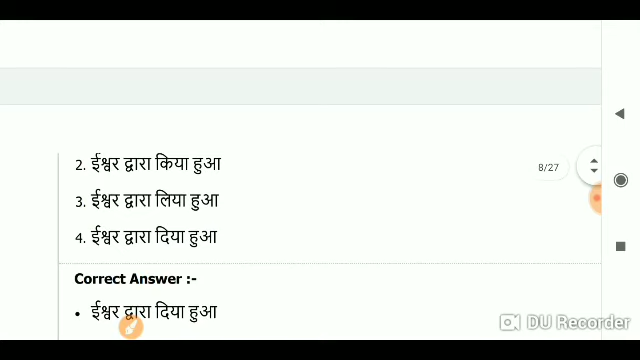 2. ईश्वर द्वारा किया हुआ
8/27
3. ईश्वर द्वारा लिया हुआ
4. ईश्वर द्वारा दिया हुआ
Correct Answer :-
• ईश्वर द्वारा दिया हुआ
DU Recorder